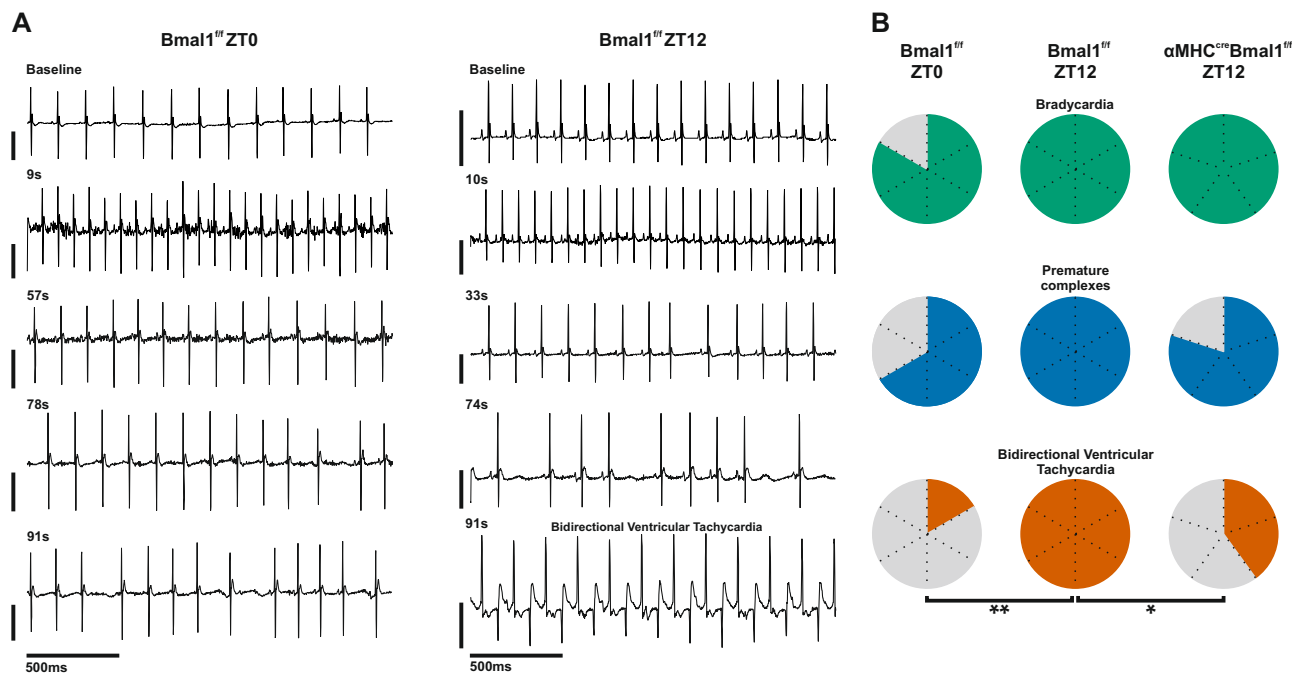 A
Bmal1f/f ZT0
Baseline
9s
57s
78s
91s
500ms
Bmal1f/f ZT12
Baseline
10s
33s
74s
91s
Bidirectional Ventricular Tachycardia
500ms
B
Bmal1f/f
ZT0
Bmal1f/f
ZT12
αMHCcreBmal1f/f
ZT12
Bradycardia
Premature
complexes
Bidirectional Ventricular
Tachycardia
**
*